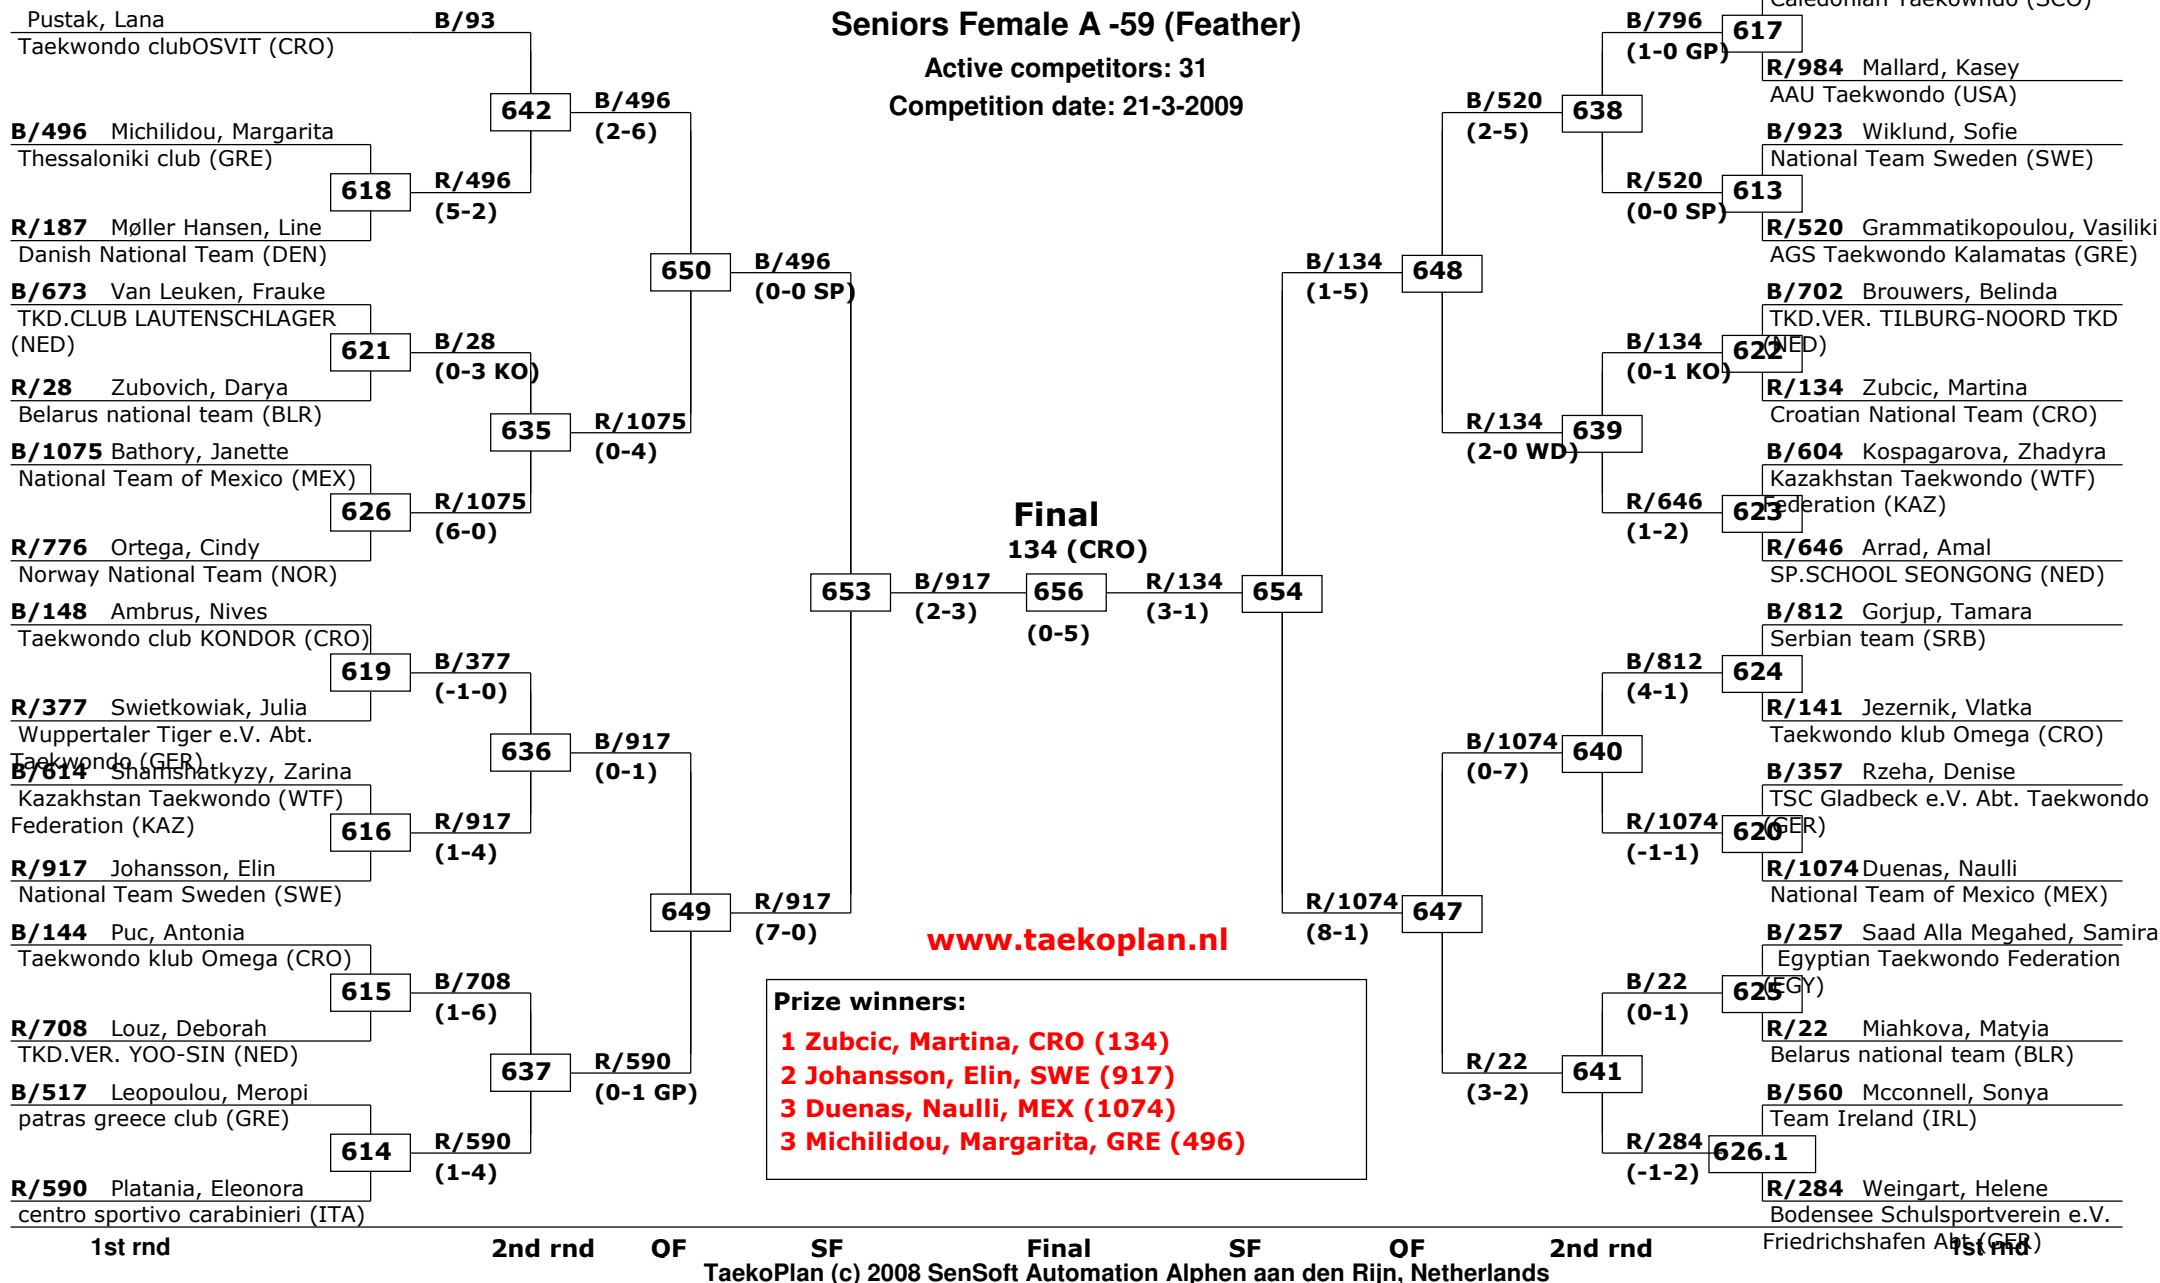 Seniors Female A -59 (Feather)
Active competitors: 31
Competition date: 21-3-2009
Pustak, Lana
Taekwondo clubOSVIT (CRO)
B/93
B/496 Michilidou, Margarita
Thessaloniki club (GRE)
618
R/187 Møller Hansen, Line
Danish National Team (DEN)
R/496
(5-2)
642
B/496
(2-6)
B/673 Van Leuken, Frauke
TKD.CLUB LAUTENSCHLAGER
(NED)
621
R/28 Zubovich, Darya
Belarus national team (BLR)
B/28
(0-3 KO)
B/1075 Bathory, Janette
National Team of Mexico (MEX)
626
R/776 Ortega, Cindy
Norway National Team (NOR)
R/1075
(6-0)
635
R/1075
(0-4)
650
B/496
(0-0 SP)
B/148 Ambrus, Nives
Taekwondo club KONDOR (CRO)
619
R/377 Swietkowiak, Julia
Wuppertaler Tiger e.V. Abt.
Taekwondo (GER)
B/377
(-1-0)
B/614 Shamshatkyzy, Zarina
Kazakhstan Taekwondo (WTF)
Federation (KAZ)
616
R/917 Johansson, Elin
National Team Sweden (SWE)
R/917
(1-4)
636
B/917
(0-1)
B/144 Puc, Antonia
Taekwondo klub Omega (CRO)
615
R/708 Louz, Deborah
TKD.VER. YOO-SIN (NED)
B/708
(1-6)
B/517 Leopoulou, Meropi
patras greece club (GRE)
614
R/590 Platania, Eleonora
centro sportivo carabinieri (ITA)
R/590
(1-4)
637
R/590
(0-1 GP)
649
R/917
(7-0)
653
B/917
(2-3)
Final
134 (CRO)
656
(0-5)
R/134
(3-1)
654
Caledonian Taekowndo (SCO)
617
B/796
(1-0 GP)
R/984 Mallard, Kasey
AAU Taekwondo (USA)
B/923 Wiklund, Sofie
National Team Sweden (SWE)
613
R/520
(0-0 SP)
R/520 Grammatikopoulou, Vasiliki
AGS Taekwondo Kalamatas (GRE)
638
B/520
(2-5)
B/702 Brouwers, Belinda
TKD.VER. TILBURG-NOORD TKD
(NED)
622
B/134
(0-1 KO)
R/134 Zubcic, Martina
Croatian National Team (CRO)
B/604 Kospagarova, Zhadyra
Kazakhstan Taekwondo (WTF)
Federation (KAZ)
623
R/646
(1-2)
R/646 Arrad, Amal
SP.SCHOOL SEONGONG (NED)
639
R/134
(2-0 WD)
648
B/134
(1-5)
B/812 Gorjup, Tamara
Serbian team (SRB)
624
B/812
(4-1)
R/141 Jezernik, Vlatka
Taekwondo klub Omega (CRO)
B/357 Rzeha, Denise
TSC Gladbeck e.V. Abt. Taekwondo
(GER)
620
R/1074
(-1-1)
R/1074 Duenas, Naulli
National Team of Mexico (MEX)
640
B/1074
(0-7)
B/257 Saad Alla Megahed, Samira
Egyptian Taekwondo Federation
(EGY)
625
B/22
(0-1)
R/22 Miahkova, Matyia
Belarus national team (BLR)
B/560 Mcconnell, Sonya
Team Ireland (IRL)
626.1
R/284
(-1-2)
R/284 Weingart, Helene
Bodensee Schulsportverein e.V.
Friedrichshafen Abt (GER)
641
R/22
(3-2)
647
R/1074
(8-1)
www.taekoplan.nl
Prize winners:
1 Zubcic, Martina, CRO (134)
2 Johansson, Elin, SWE (917)
3 Duenas, Naulli, MEX (1074)
3 Michilidou, Margarita, GRE (496)
1st rnd 2nd rnd QF SF Final SF QF 2nd rnd 1st rnd
TaekoPlan (c) 2008 SenSoft Automation Alphen aan den Rijn, Netherlands